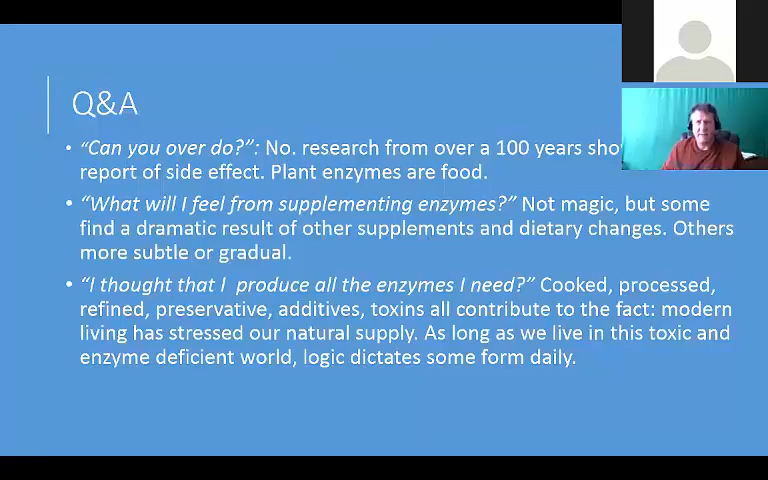 Q&A
• “Can you over do?”: No. research from over a 100 years
report of side effect. Plant enzymes are food.
• “What will I feel from supplementing enzymes?” Not magic, but some
find a dramatic result of other supplements and dietary changes. Others
more subtle or gradual.
• “I thought that I produce all the enzymes I need?” Cooked, processed,
refined, preservative, additives, toxins all contribute to the fact: modern
living has stressed our natural supply. As long as we live in this toxic and
enzyme deficient world, logic dictates some form daily.